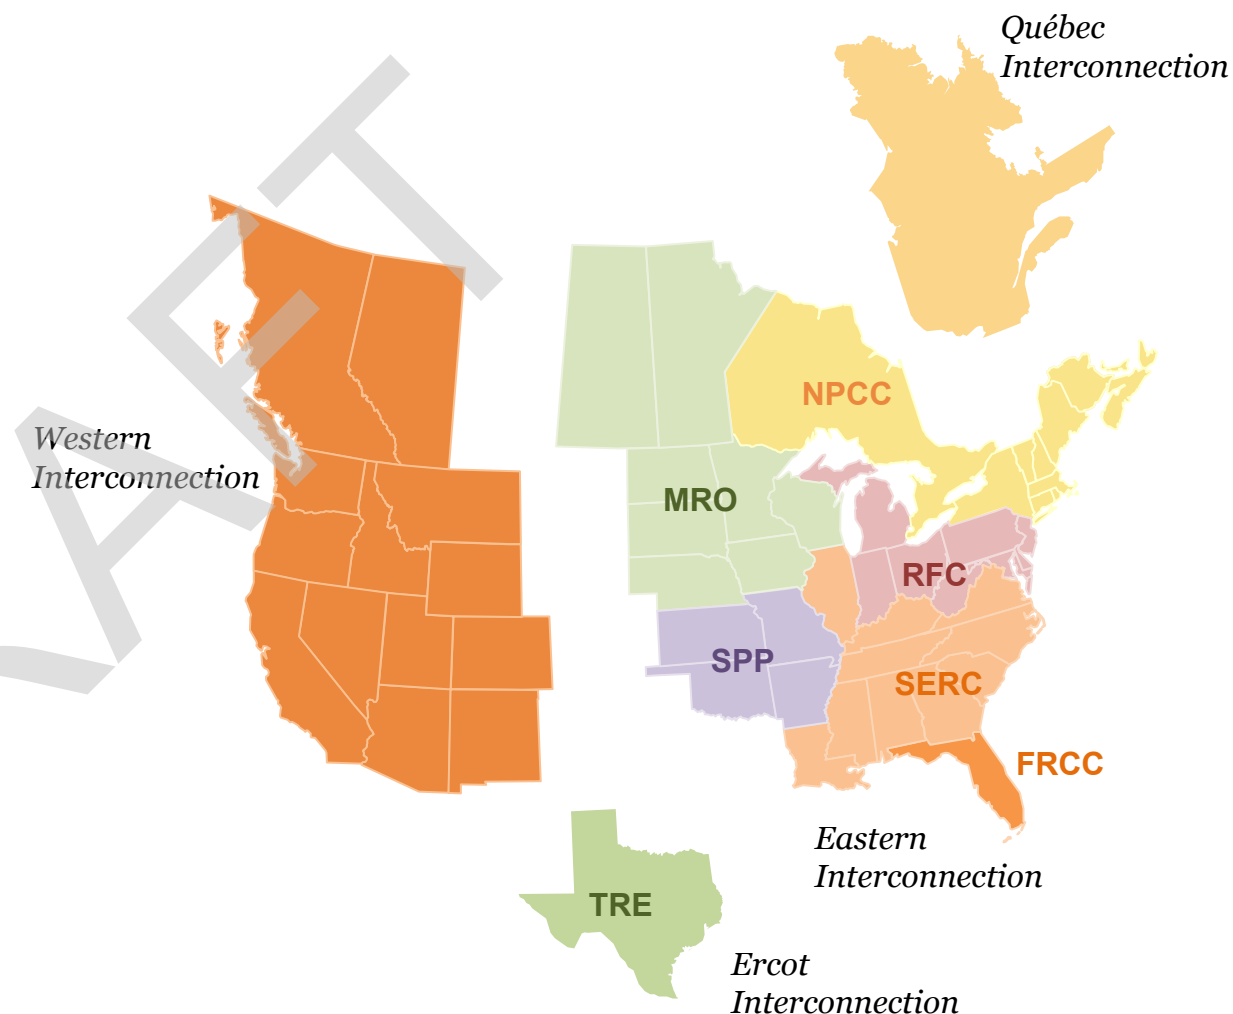 Québec
Interconnection
NPCC
Western
Interconnection
MRO
RFC
SPP
SERC
FRCC
Eastern
Interconnection
TRE
Ercot
Interconnection